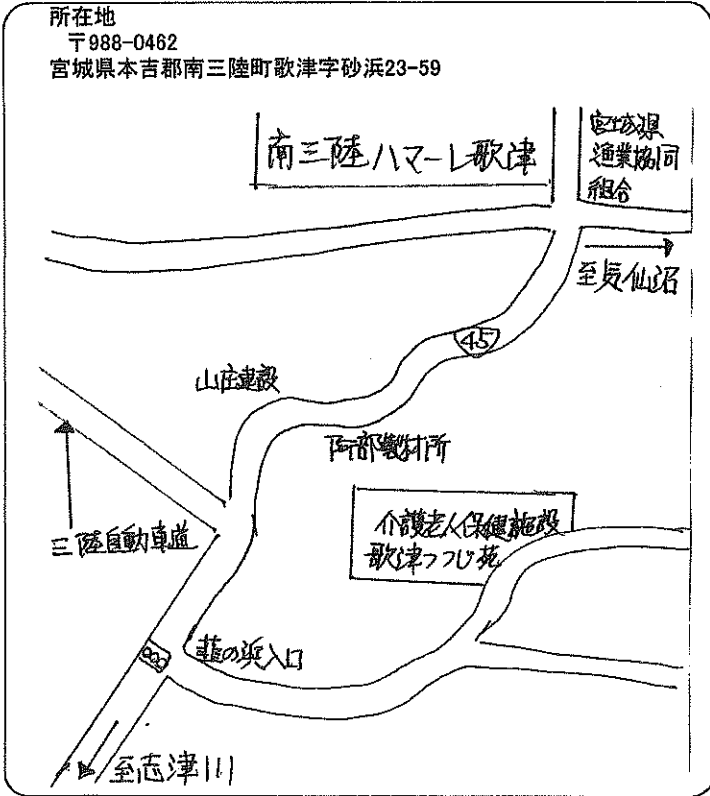 所在地
〒988-0462
宮城県本吉郡南三陸町歌津字砂浜23-59
南三陸ハマーレ歌津
宮城県
漁業協同
組合
至気仙沼
45
山庄建設
阿部製材所
三陸自動車道
介護老人保健施設
歌津つつじ苑
韮の浜入口
至志津川